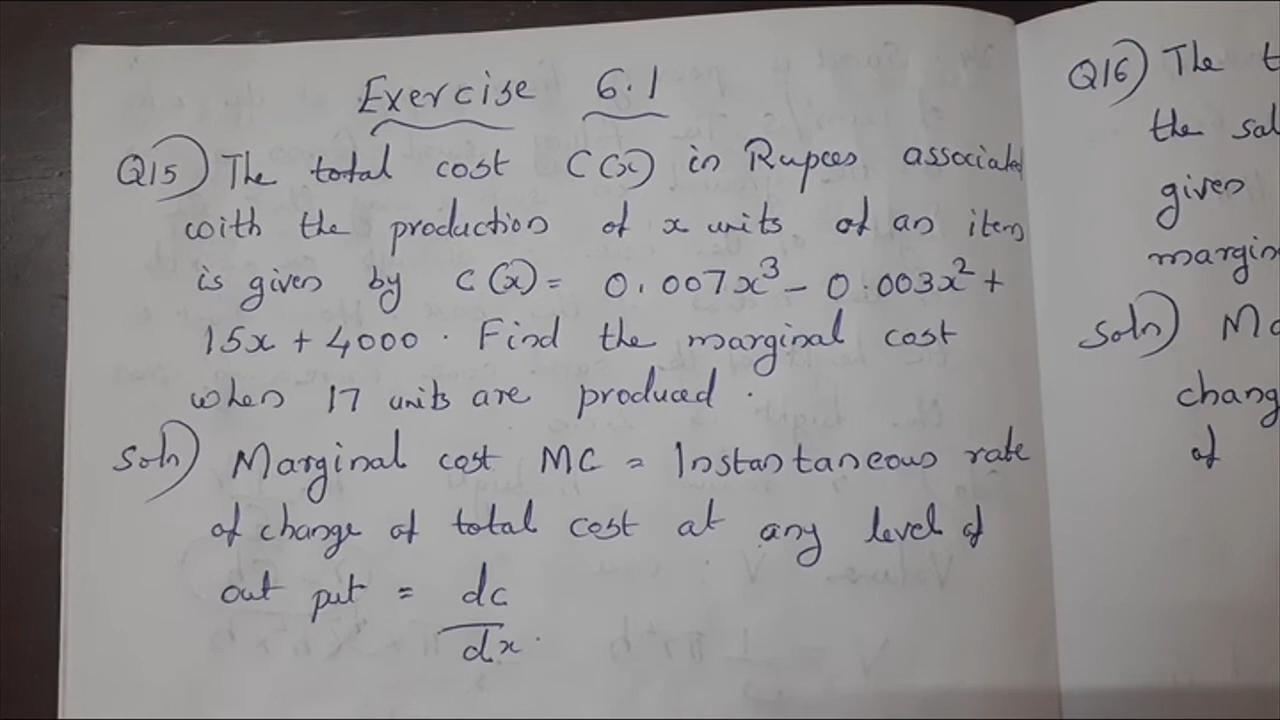 Exercise 6.1
Q15) The total cost C(x) in Rupees associated
with the production of x units of an item
is given by C(x) = 0.007x³ - 0.003x² +
15x + 4000. Find the marginal cost
when 17 units are produced.
Soln) Marginal cost MC = Instantaneous rate
of change of total cost at any level of
out put = dc
dx.
Q16) The t
the sal
given
margin
Soln) Ma
chang
of